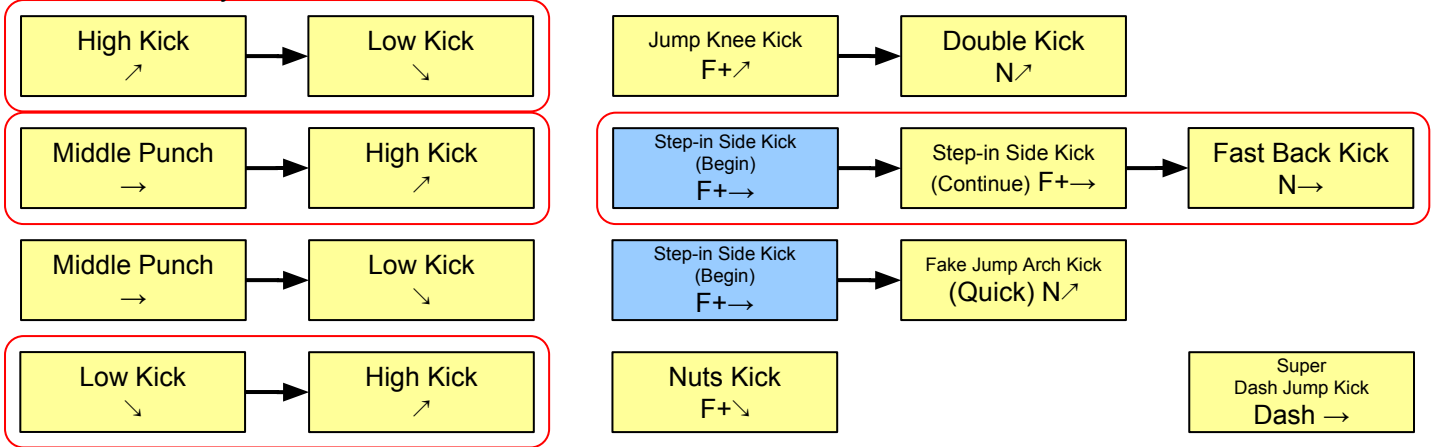 High Kick
↗
Low Kick
↘
Jump Knee Kick
F+↗
Double Kick
N↗
Middle Punch
→
High Kick
↗
Step-in Side Kick
(Begin)
F+→
Step-in Side Kick
(Continue) F+→
Fast Back Kick
N→
Middle Punch
→
Low Kick
↘
Step-in Side Kick
(Begin)
F+→
Fake Jump Arch Kick
(Quick) N↗
Low Kick
↘
High Kick
↗
Nuts Kick
F+↘
Super
Dash Jump Kick
Dash →